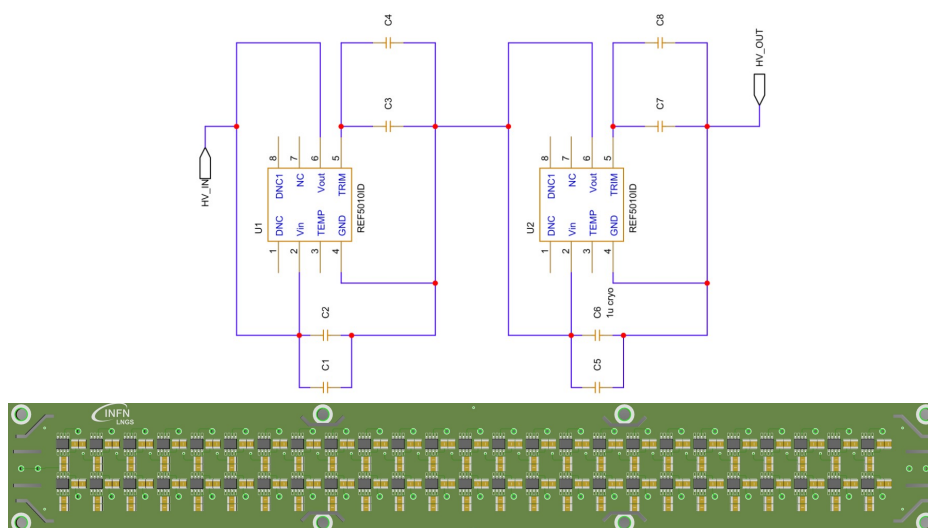 C4
C8
HV_OUT
C3
C7
8
7
6
5
8
7
6
5
DNC1
NC
Vout
TRIM
DNC1
NC
Vout
TRIM
HV_IN
U1
REF5010ID
U2
REF5010ID
DNC
Vin
TEMP
GND
DNC
Vin
TEMP
GND
1
2
3
4
1
2
3
4
C2
C6
1u cryo
C1
C5
INFN
LNGS